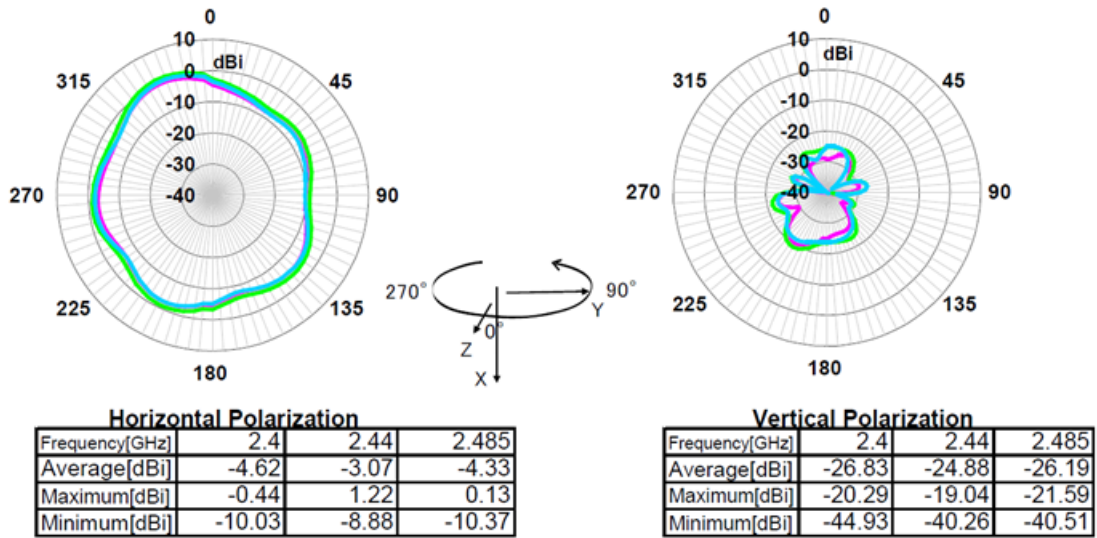 0
10
dBi
0
-10
-20
-30
-40
315
45
270
90
225
135
180
0
10
dBi
0
-10
-20
-30
-40
315
45
270
90
225
135
180
270°
90°
Y
0°
Z
X
Horizontal Polarization
Frequency[GHz] 2.4 2.44 2.485
Average[dBi] -4.62 -3.07 -4.33
Maximum[dBi] -0.44 1.22 0.13
Minimum[dBi] -10.03 -8.88 -10.37
Vertical Polarization
Frequency[GHz] 2.4 2.44 2.485
Average[dBi] -26.83 -24.88 -26.19
Maximum[dBi] -20.29 -19.04 -21.59
Minimum[dBi] -44.93 -40.26 -40.51